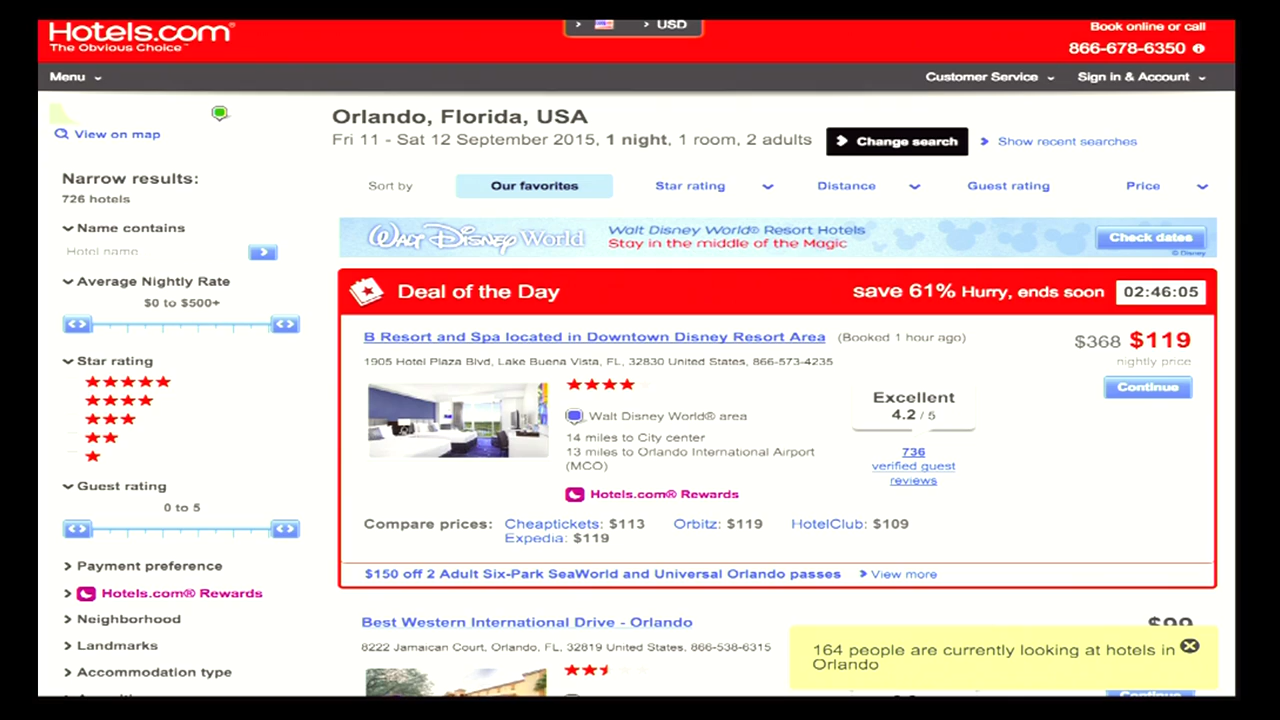 Hotels.com®
The Obvious Choice™
USD
Book online or call
866-678-6350
Menu
Customer Service
Sign in & Account
View on map
Orlando, Florida, USA
Fri 11 - Sat 12 September 2015, 1 night, 1 room, 2 adults
Change search
Show recent searches
Narrow results:
726 hotels
Sort by
Our favorites
Star rating
Distance
Guest rating
Price
Name contains
Hotel name
Average Nightly Rate
$0 to $500+
Star rating
Guest rating
0 to 5
Payment preference
Hotels.com® Rewards
Neighborhood
Landmarks
Accommodation type
Walt Disney World
Walt Disney World® Resort Hotels
Stay in the middle of the Magic
Check dates
© Disney
Deal of the Day
save 61% Hurry, ends soon
02:46:05
B Resort and Spa located in Downtown Disney Resort Area
(Booked 1 hour ago)
$368 $119
nightly price
1905 Hotel Plaza Blvd, Lake Buena Vista, FL, 32830 United States, 866-573-4235
Continue
Walt Disney World® area
14 miles to City center
13 miles to Orlando International Airport
(MCO)
Hotels.com® Rewards
Excellent
4.2 / 5
736
verified guest
reviews
Compare prices: Cheaptickets: $113 Orbitz: $119 HotelClub: $109
Expedia: $119
$150 off 2 Adult Six-Park SeaWorld and Universal Orlando passes
View more
Best Western International Drive - Orlando
$99
8222 Jamaican Court, Orlando, FL, 32819 United States, 866-538-6315
164 people are currently looking at hotels in
Orlando
Continue